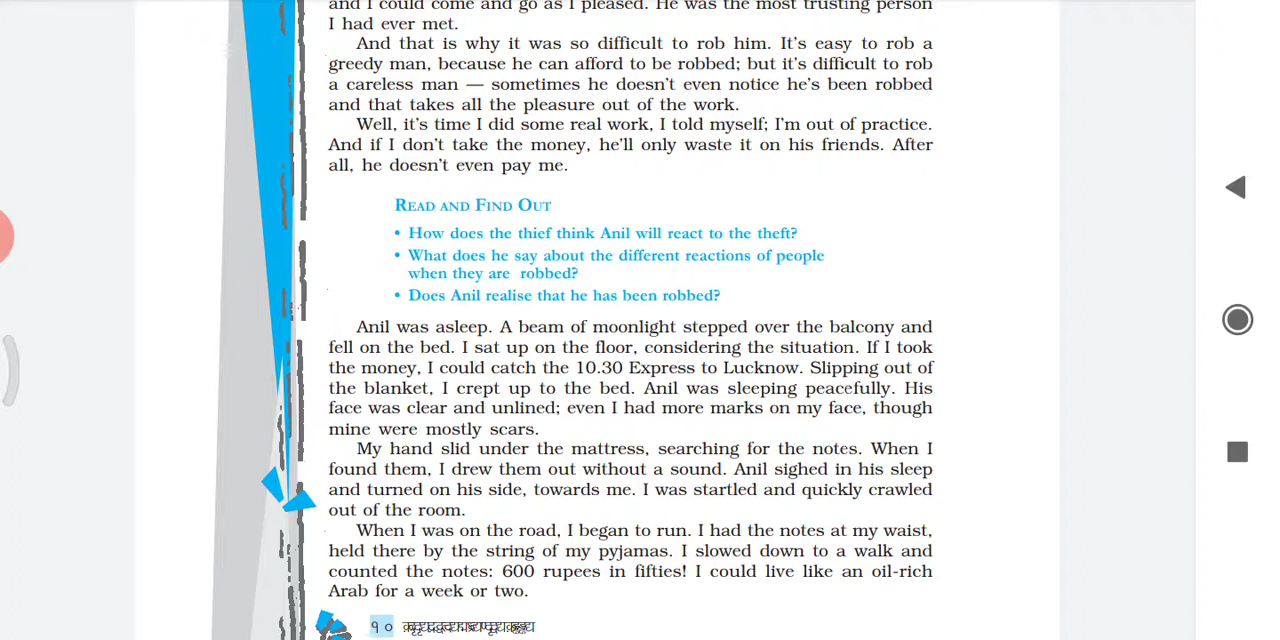 and I could come and go as I pleased. He was the most trusting person
I had ever met.
And that is why it was so difficult to rob him. It's easy to rob a
greedy man, because he can afford to be robbed; but it's difficult to rob
a careless man — sometimes he doesn't even notice he's been robbed
and that takes all the pleasure out of the work.
Well, it's time I did some real work, I told myself; I'm out of practice.
And if I don't take the money, he'll only waste it on his friends. After
all, he doesn't even pay me.
READ AND FIND OUT
• How does the thief think Anil will react to the theft?
• What does he say about the different reactions of people
when they are robbed?
• Does Anil realise that he has been robbed?
Anil was asleep. A beam of moonlight stepped over the balcony and
fell on the bed. I sat up on the floor, considering the situation. If I took
the money, I could catch the 10.30 Express to Lucknow. Slipping out of
the blanket, I crept up to the bed. Anil was sleeping peacefully. His
face was clear and unlined; even I had more marks on my face, though
mine were mostly scars.
My hand slid under the mattress, searching for the notes. When I
found them, I drew them out without a sound. Anil sighed in his sleep
and turned on his side, towards me. I was startled and quickly crawled
out of the room.
When I was on the road, I began to run. I had the notes at my waist,
held there by the string of my pyjamas. I slowed down to a walk and
counted the notes: 600 rupees in fifties! I could live like an oil-rich
Arab for a week or two.
१०